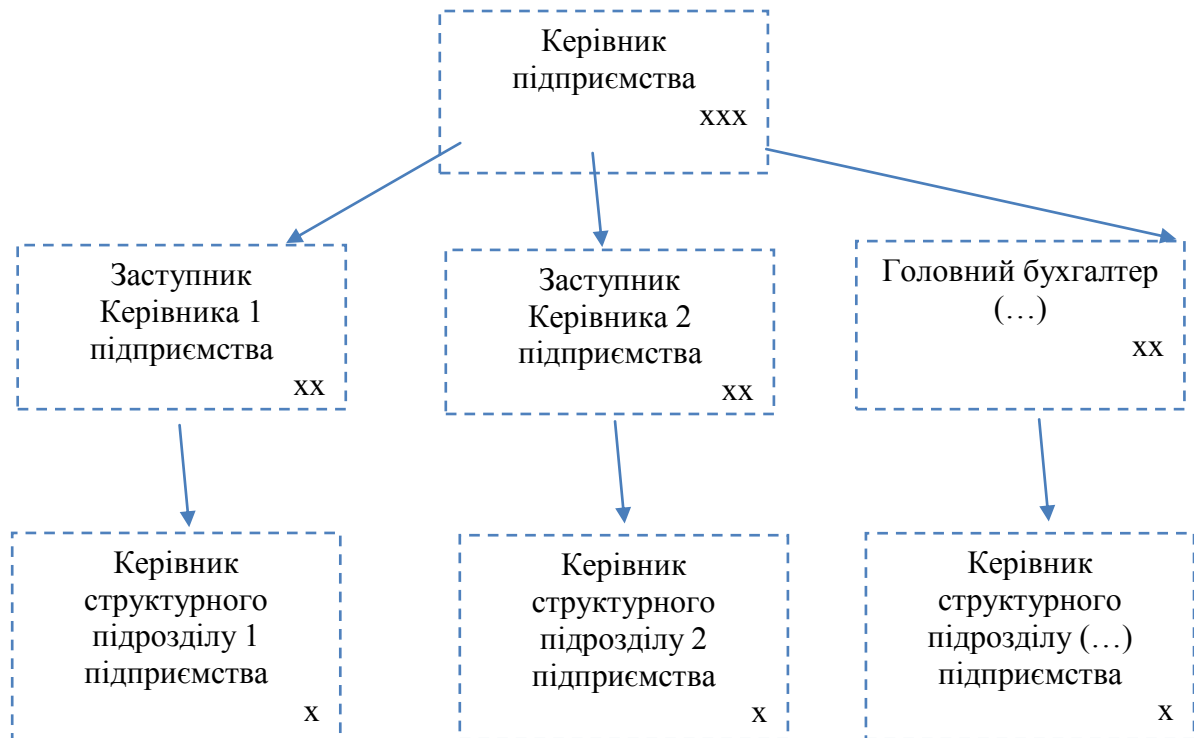 Керівник
підприємства
xxx
Заступник
Керівника 1
підприємства
xx
Заступник
Керівника 2
підприємства
xx
Головний бухгалтер
(…)
xx
Керівник
структурного
підрозділу 1
підприємства
x
Керівник
структурного
підрозділу 2
підприємства
x
Керівник
структурного
підрозділу (…)
підприємства
x